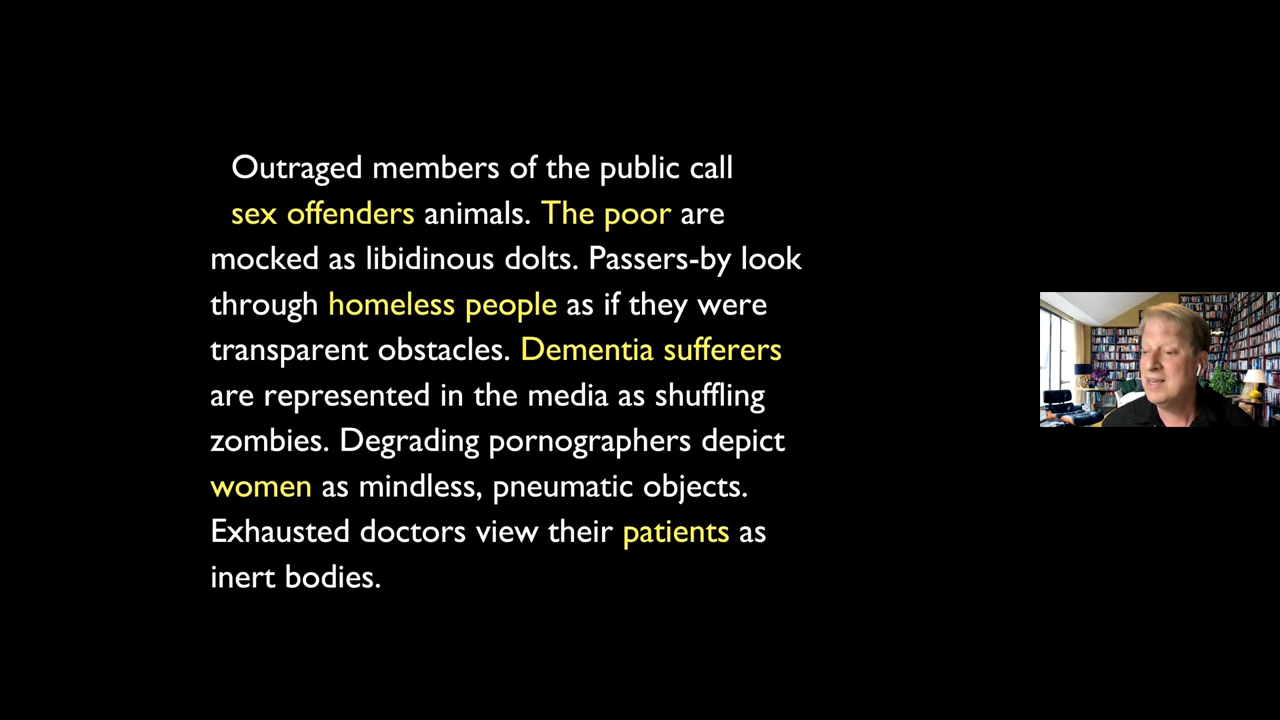 Outraged members of the public call
sex offenders animals. The poor are
mocked as libidinous dolts. Passers-by look
through homeless people as if they were
transparent obstacles. Dementia sufferers
are represented in the media as shuffling
zombies. Degrading pornographers depict
women as mindless, pneumatic objects.
Exhausted doctors view their patients as
inert bodies.